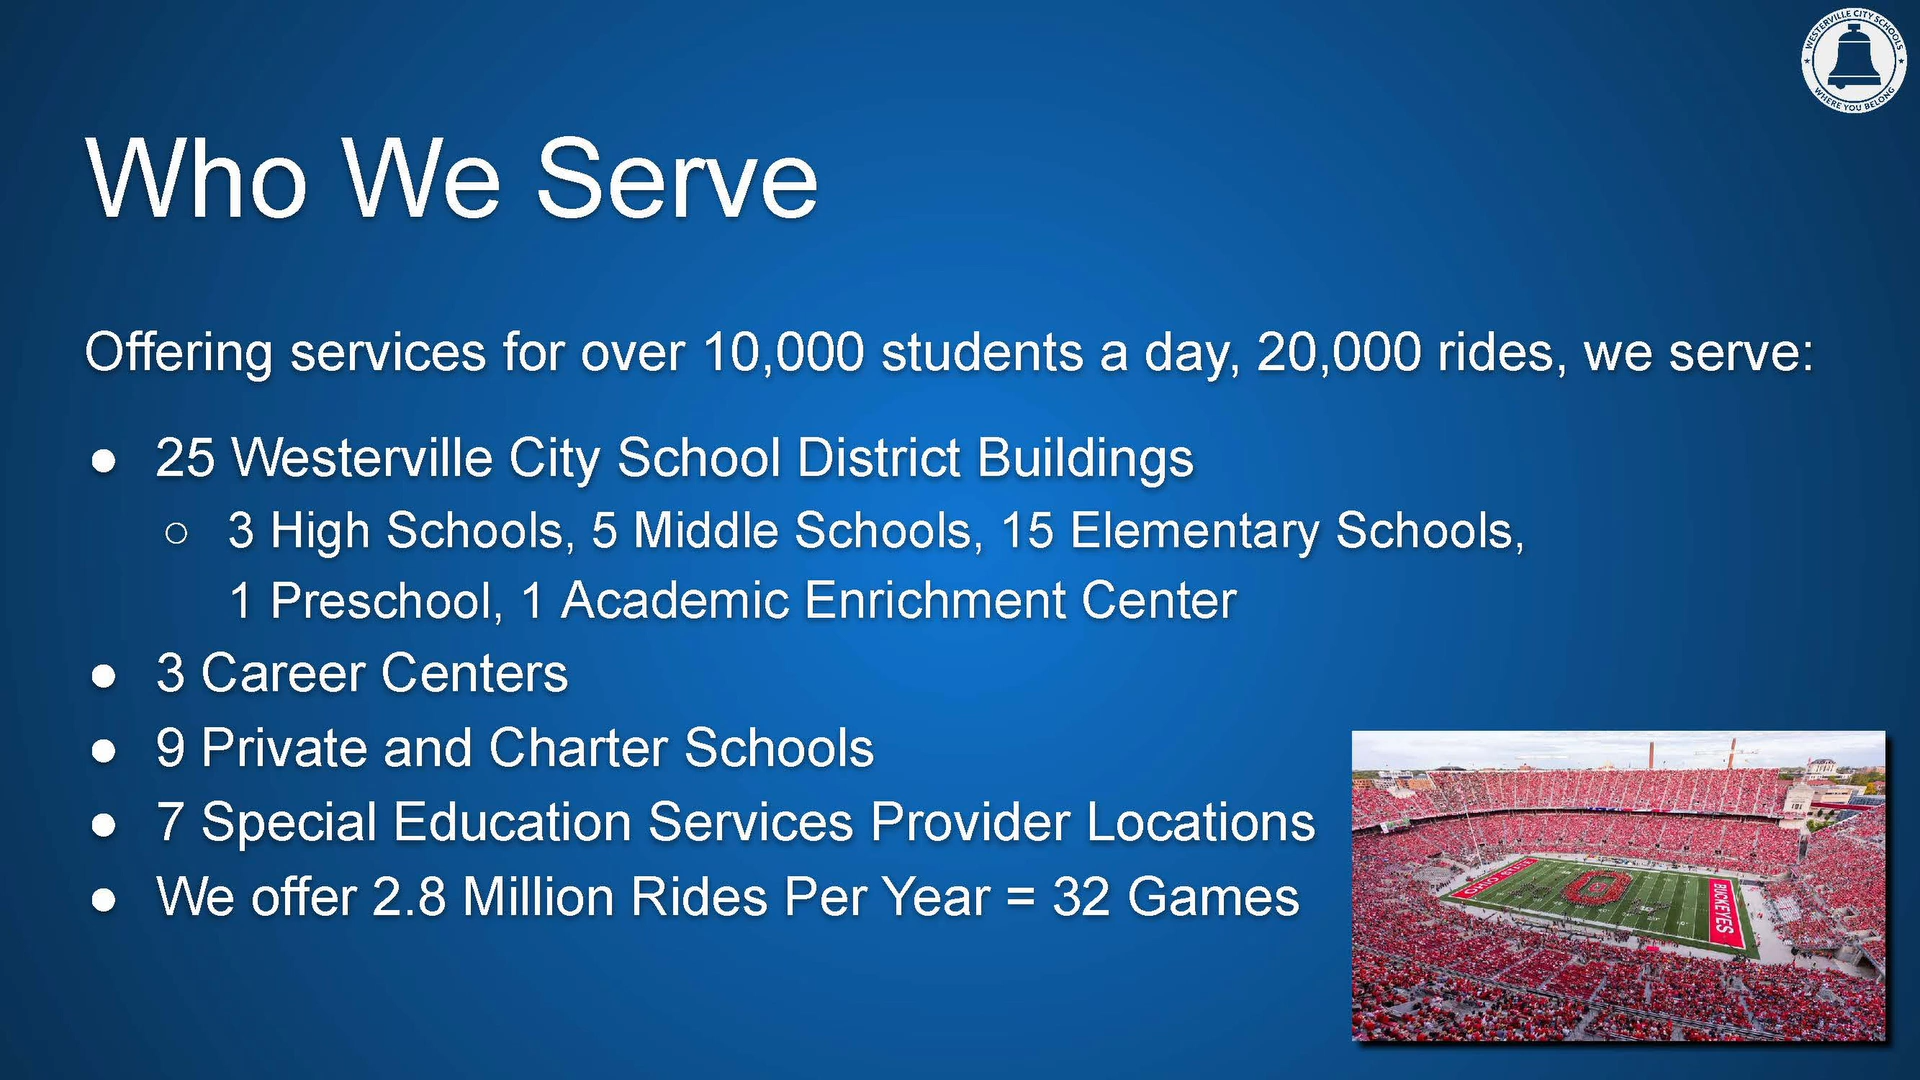 WESTERVILLE CITY SCHOOLS
WHERE YOU BELONG
Who We Serve
Offering services for over 10,000 students a day, 20,000 rides, we serve:
● 25 Westerville City School District Buildings
○ 3 High Schools, 5 Middle Schools, 15 Elementary Schools,
1 Preschool, 1 Academic Enrichment Center
● 3 Career Centers
● 9 Private and Charter Schools
● 7 Special Education Services Provider Locations
● We offer 2.8 Million Rides Per Year = 32 Games
OHIO
BUCKEYES